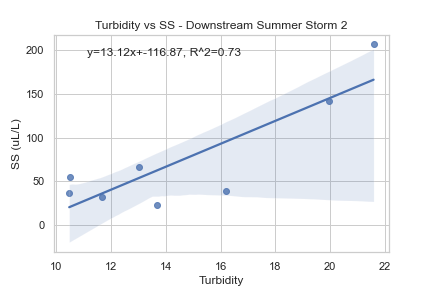 Turbidity vs SS - Downstream Summer Storm 2
y=13.12x+-116.87, R^2=0.73
200
150
100
50
0
SS (uL/L)
10 12 14 16 18 20 22
Turbidity